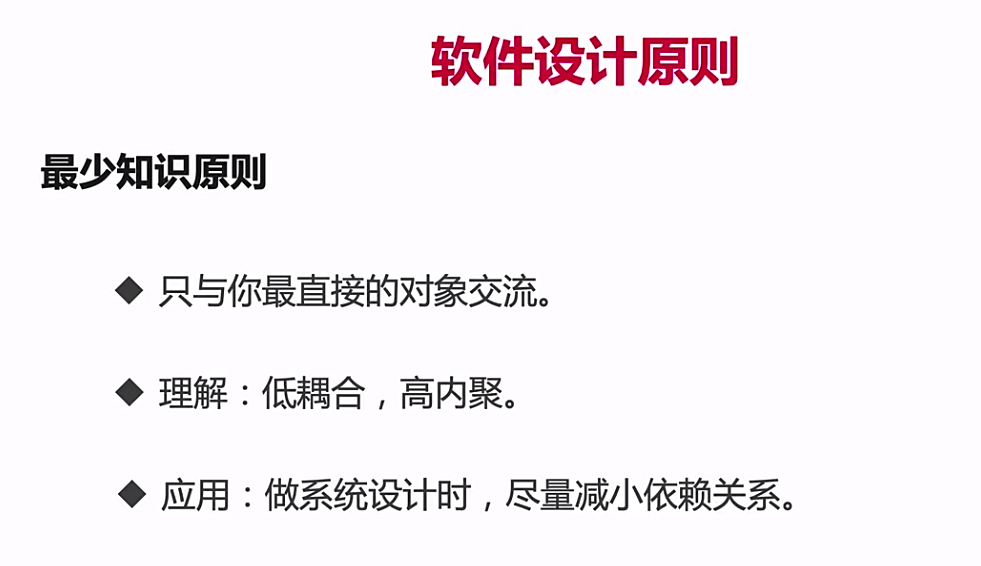 软件设计原则
最少知识原则
◆ 只与你最直接的对象交流。
◆ 理解：低耦合，高内聚。
◆ 应用：做系统设计时，尽量减小依赖关系。